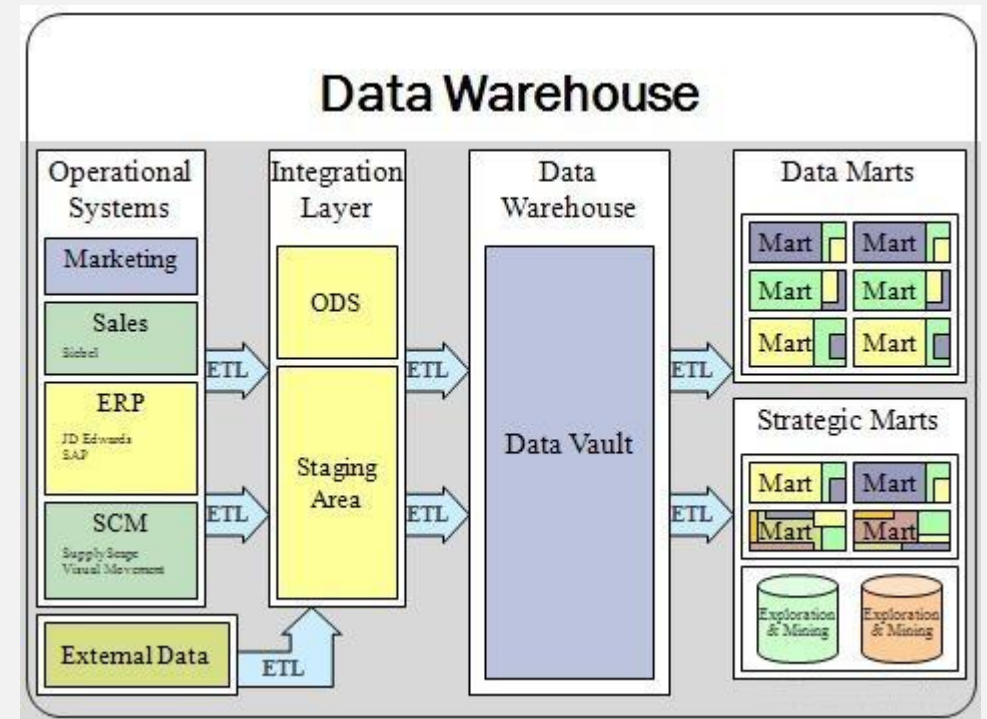 Data Warehouse
Operational
Systems
Marketing
Sales
Siebel
ERP
JD Edwards
SAP
SCM
SupplyScape
Visual Movement
External Data
ETL
ETL
ETL
Integration
Layer
ODS
Staging
Area
ETL
ETL
Data
Warehouse
Data Vault
ETL
ETL
Data Marts
Mart
Mart
Mart
Mart
Mart
Mart
Strategic Marts
Mart
Mart
Mart
Mart
Exploration
& Mining
Exploration
& Mining